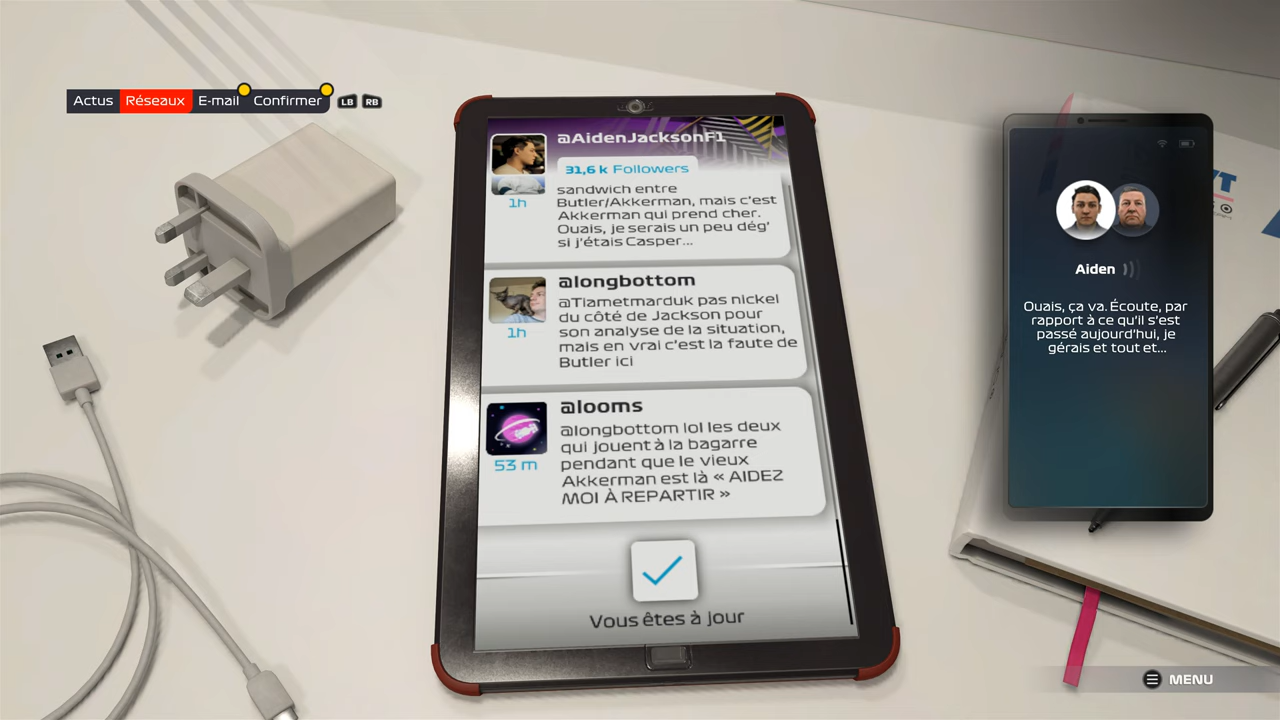 Actus Réseaux E-mail Confirmer LB RB
@AidenJacksonF1
31,6 k Followers
sandwich entre
Butler/Akkerman, mais c'est
Akkerman qui prend cher.
Ouais, je serais un peu dég'
si j'étais Casper...
1h
@longbottom
@Tiametmarduk pas nickel
du côté de Jackson pour
son analyse de la situation,
mais en vrai c'est la faute de
Butler ici
1h
@looms
@longbottom lol les deux
qui jouent à la bagarre
pendant que le vieux
Akkerman est là « AIDEZ
MOI À REPARTIR »
53 m
Vous êtes à jour
Aiden
Ouais, ça va. Écoute, par
rapport à ce qu'il s'est
passé aujourd'hui, je
gérais et tout et...
MENU